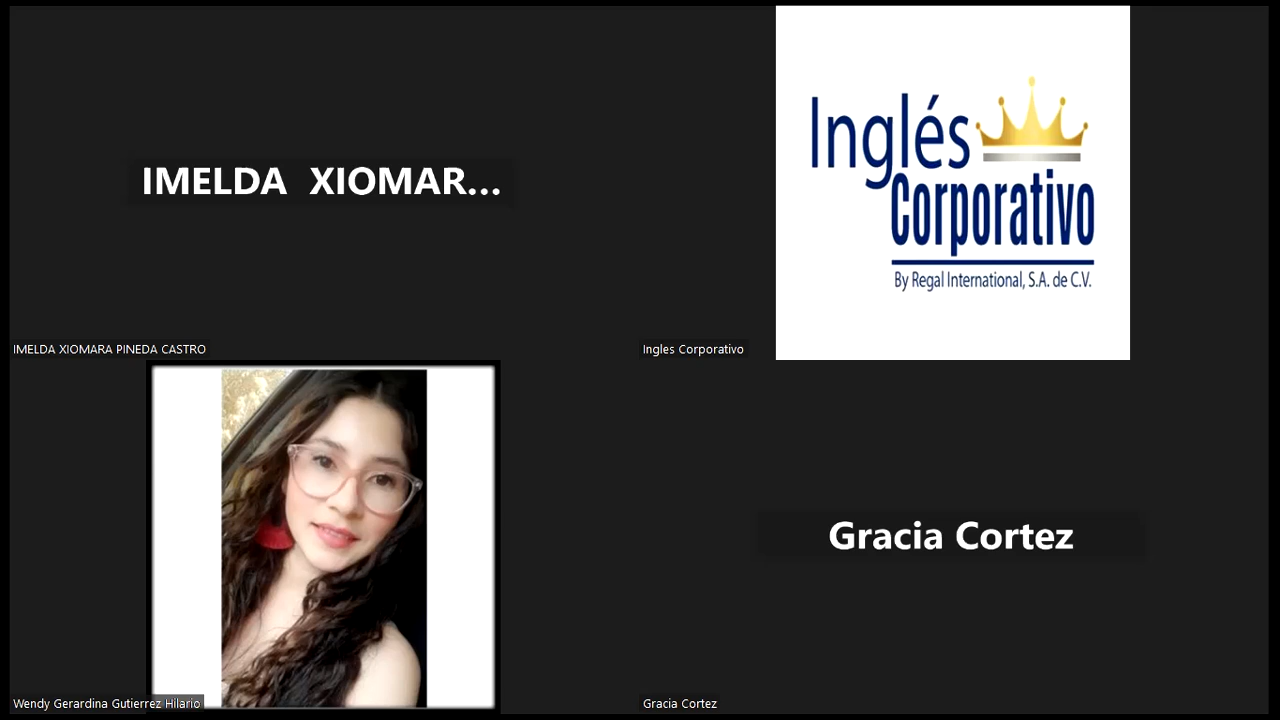 IMELDA  XIOMAR...
IMELDA XIOMARA PINEDA CASTRO
Inglés
Corporativo
By Regal International, S.A. de C.V.
Ingles Corporativo
Wendy Gerardina Gutierrez Hilario
Gracia Cortez
Gracia Cortez